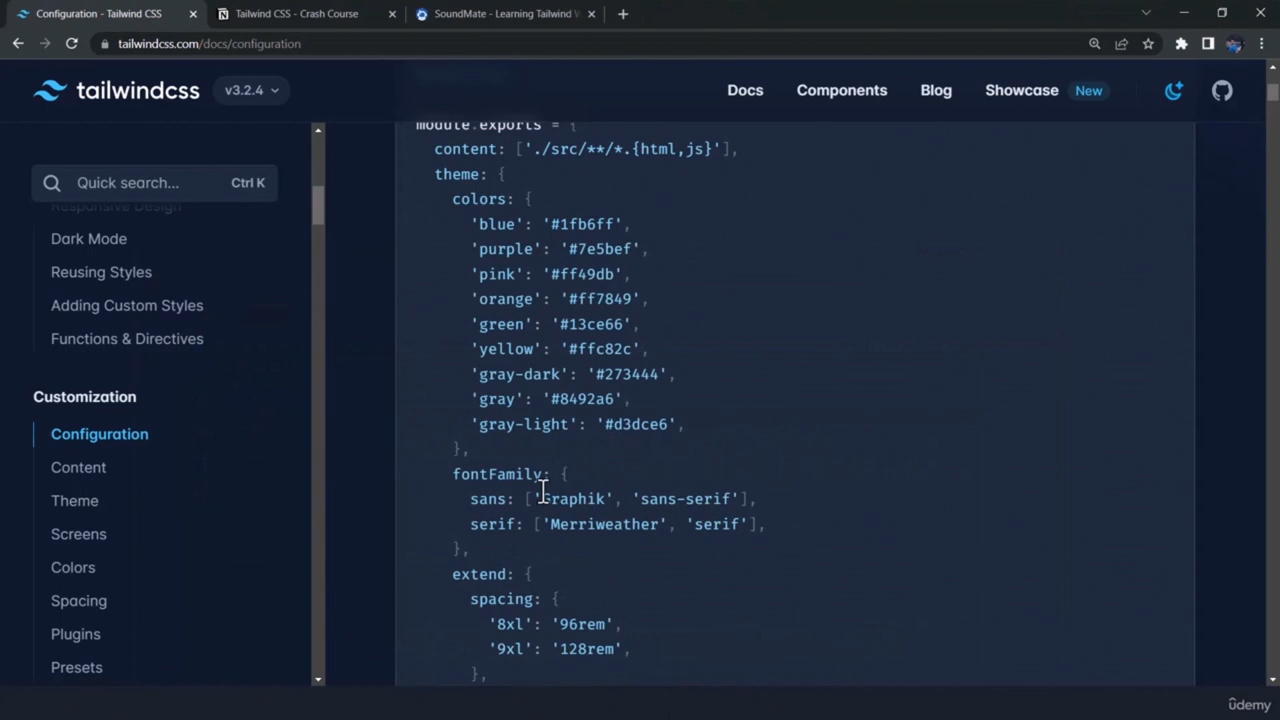 Configuration - Tailwind CSS
Tailwind CSS - Crash Course
SoundMate - Learning Tailwind
tailwindcss.com/docs/configuration
tailwindcss
v3.2.4
Docs
Components
Blog
Showcase
New
Quick search...
Ctrl K
Responsive Design
Dark Mode
Reusing Styles
Adding Custom Styles
Functions & Directives
Customization
Configuration
Content
Theme
Screens
Colors
Spacing
Plugins
Presets
module.exports = {
content: ['./src/**/*.{html,js}'],
theme: {
colors: {
'blue': '#1fb6ff',
'purple': '#7e5bef',
'pink': '#ff49db',
'orange': '#ff7849',
'green': '#13ce66',
'yellow': '#ffc82c',
'gray-dark': '#273444',
'gray': '#8492a6',
'gray-light': '#d3dce6',
},
fontFamily: {
sans: ['Graphik', 'sans-serif'],
serif: ['Merriweather', 'serif'],
},
extend: {
spacing: {
'8xl': '96rem',
'9xl': '128rem',
},
ûdemy